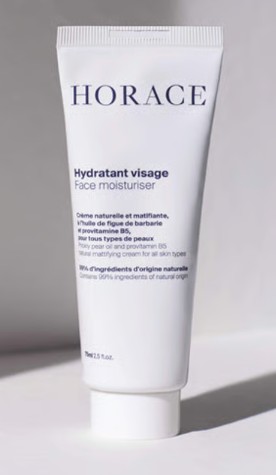 HORACE
Hydratant visage
Face moisturiser
Crème naturelle et matifiante,
à l'huile de figue de barbarie
et provitamine B5,
pour tous types de peaux
Prickly pear oil and provitamin B5
Natural mattifying cream for all skin types
98% d'ingrédients d'origine naturelle
Contains 98% ingredients of natural origin
75ml 2.5 fl.oz.